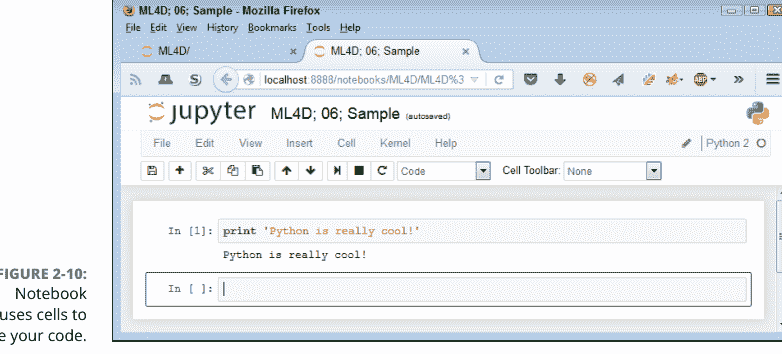 ML4D; 06; Sample - Mozilla Firefox
File Edit View History Bookmarks Tools Help
ML4D/ × ML4D; 06; Sample ×
localhost:8888/notebooks/ML4D/ML4D%3
jupyter ML4D; 06; Sample (autosaved)
File Edit View Insert Cell Kernel Help Python 2
Code Cell Toolbar: None
In [1]: print 'Python is really cool!'
Python is really cool!
In [ ]:
FIGURE 2-10:
Notebook
uses cells to
e your code.